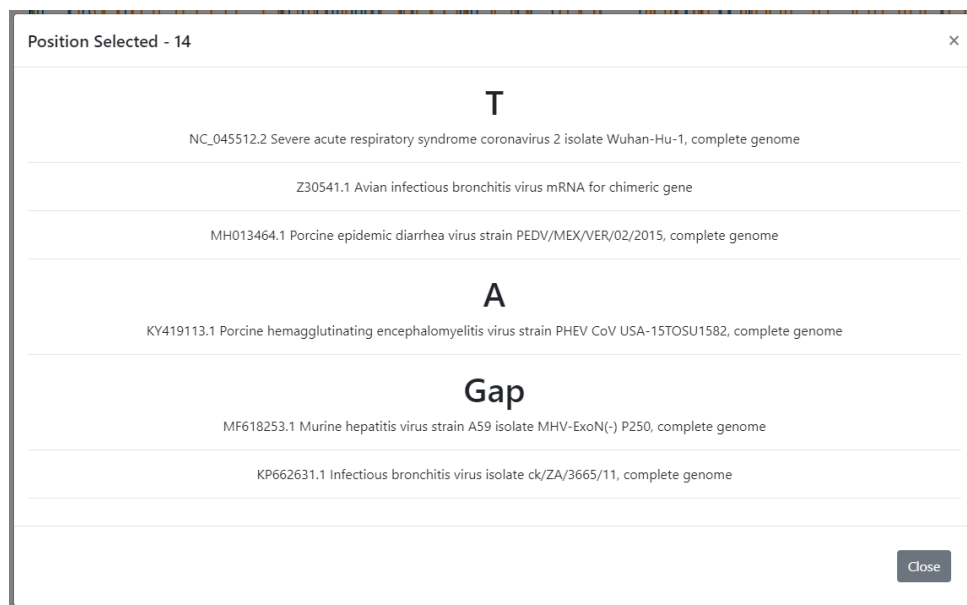 Position Selected - 14
×
T
NC_045512.2 Severe acute respiratory syndrome coronavirus 2 isolate Wuhan-Hu-1, complete genome
Z30541.1 Avian infectious bronchitis virus mRNA for chimeric gene
MH013464.1 Porcine epidemic diarrhea virus strain PEDV/MEX/VER/02/2015, complete genome
A
KY419113.1 Porcine hemagglutinating encephalomyelitis virus strain PHEV CoV USA-15TOSU1582, complete genome
Gap
MF618253.1 Murine hepatitis virus strain A59 isolate MHV-ExoN(-) P250, complete genome
KP662631.1 Infectious bronchitis virus isolate ck/ZA/3665/11, complete genome
Close